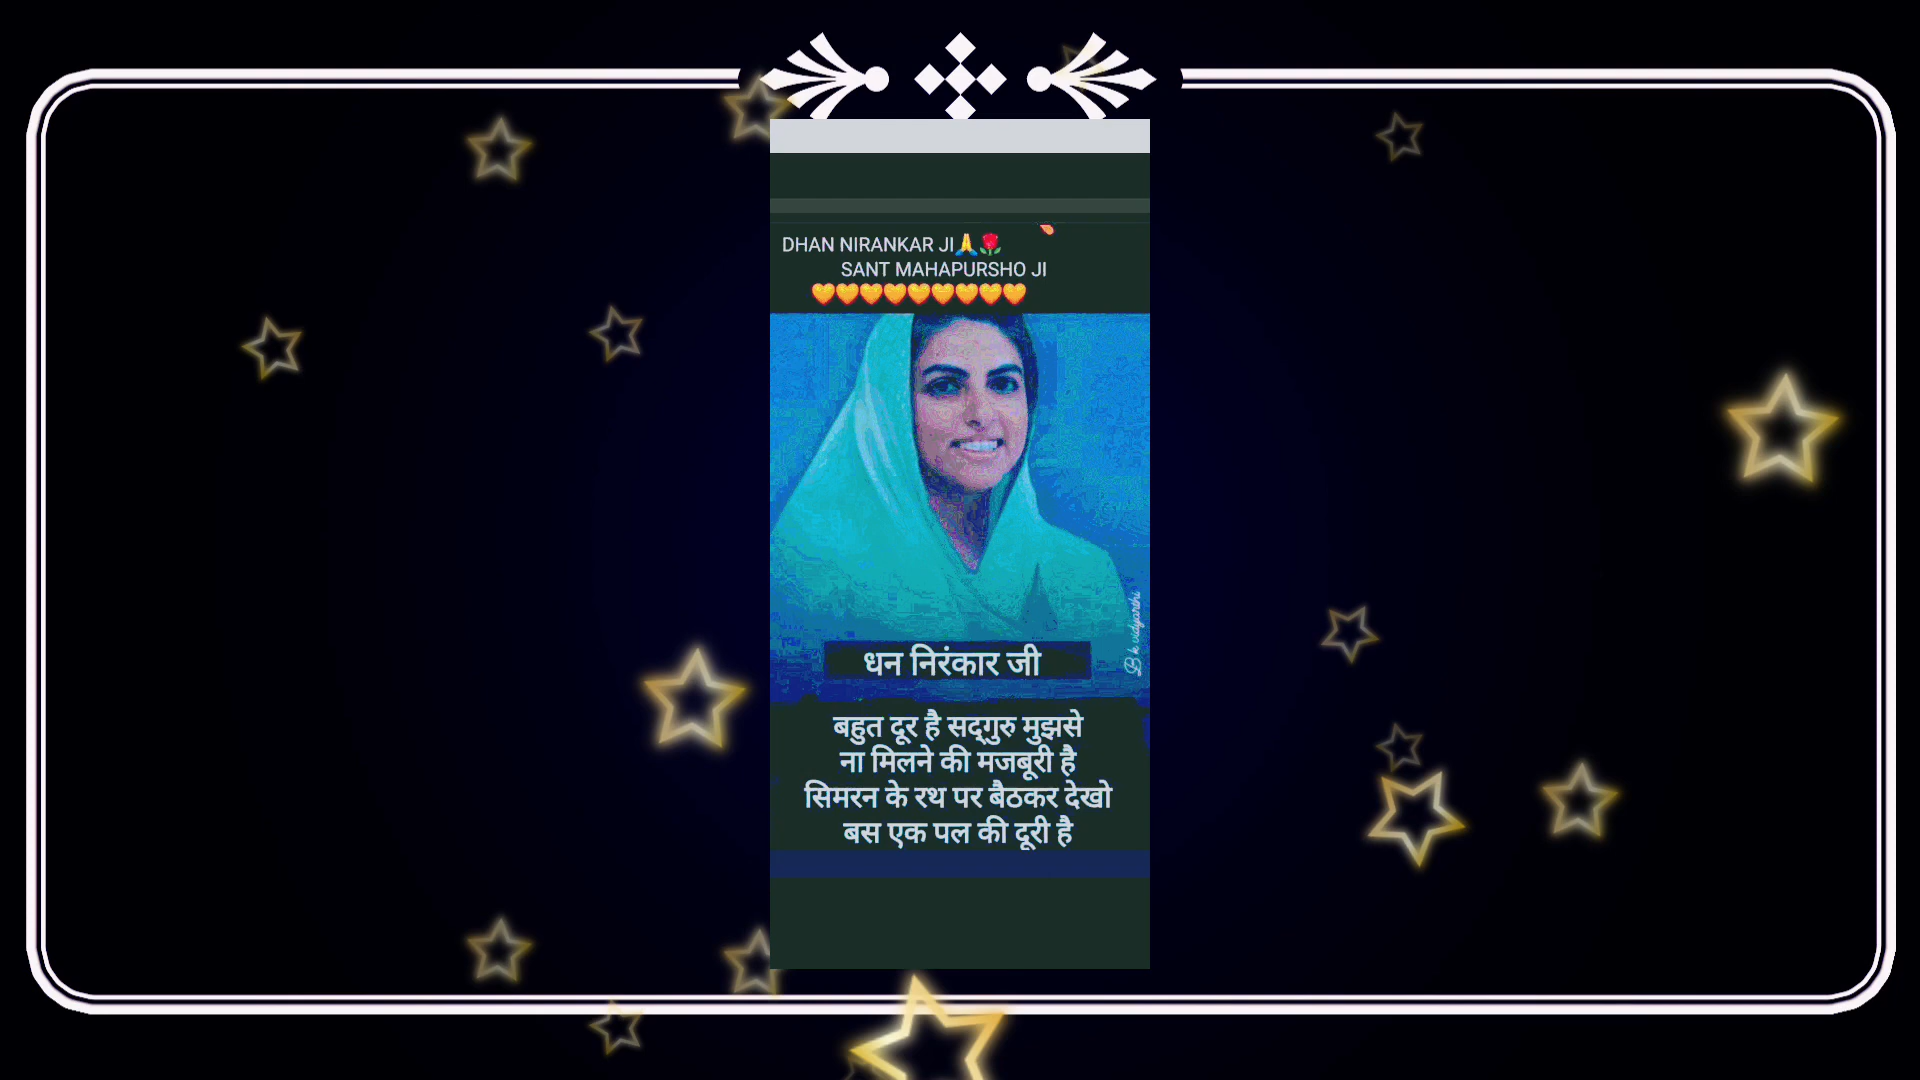 DHAN NIRANKAR JI🙏🌹
SANT MAHAPURSHO JI
🧡🧡🧡🧡🧡🧡🧡🧡🧡
B k vidyarthi
धन निरंकार जी
बहुत दूर है सद्‌गुरु मुझसे
ना मिलने की मजबूरी है
सिमरन के रथ पर बैठकर देखो
बस एक पल की दूरी है